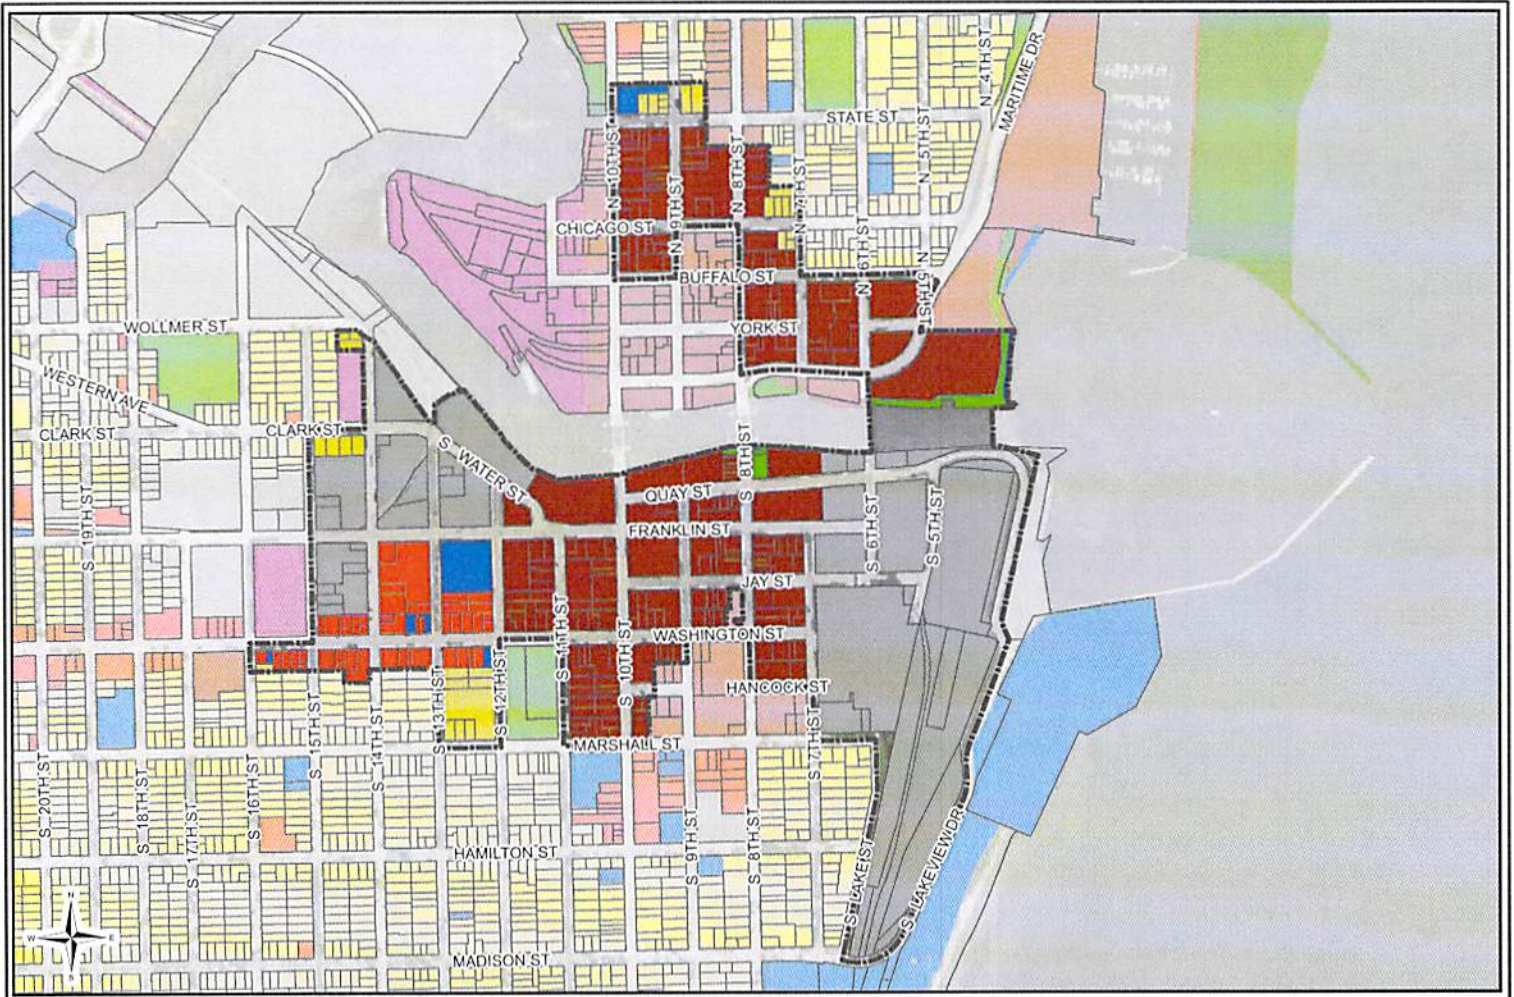 N 4TH ST
MARITIME DR
STATE ST
N 5TH ST
N 10TH ST
N 8TH ST
N 7TH ST
N 9TH ST
CHICAGO ST
N 6TH ST
BUFFALO ST
N 5TH ST
WOLLMER ST
YORK ST
WESTERN AVE
CLARK ST
CLARK ST
S WATER ST
S 8TH ST
QUAY ST
FRANKLIN ST
S 19TH ST
S 6TH ST
S 5TH ST
JAY ST
S 11TH ST
WASHINGTON ST
S 10TH ST
S 12TH ST
HANCOCK ST
S 13TH ST
S 15TH ST
S 14TH ST
MARSHALL ST
S 7TH ST
S 20TH ST
S 18TH ST
S 16TH ST
S 17TH ST
S 9TH ST
S 8TH ST
HAMILTON ST
S LAKE ST
S LAKEVIEW DR
N
W
E
S
MADISON ST